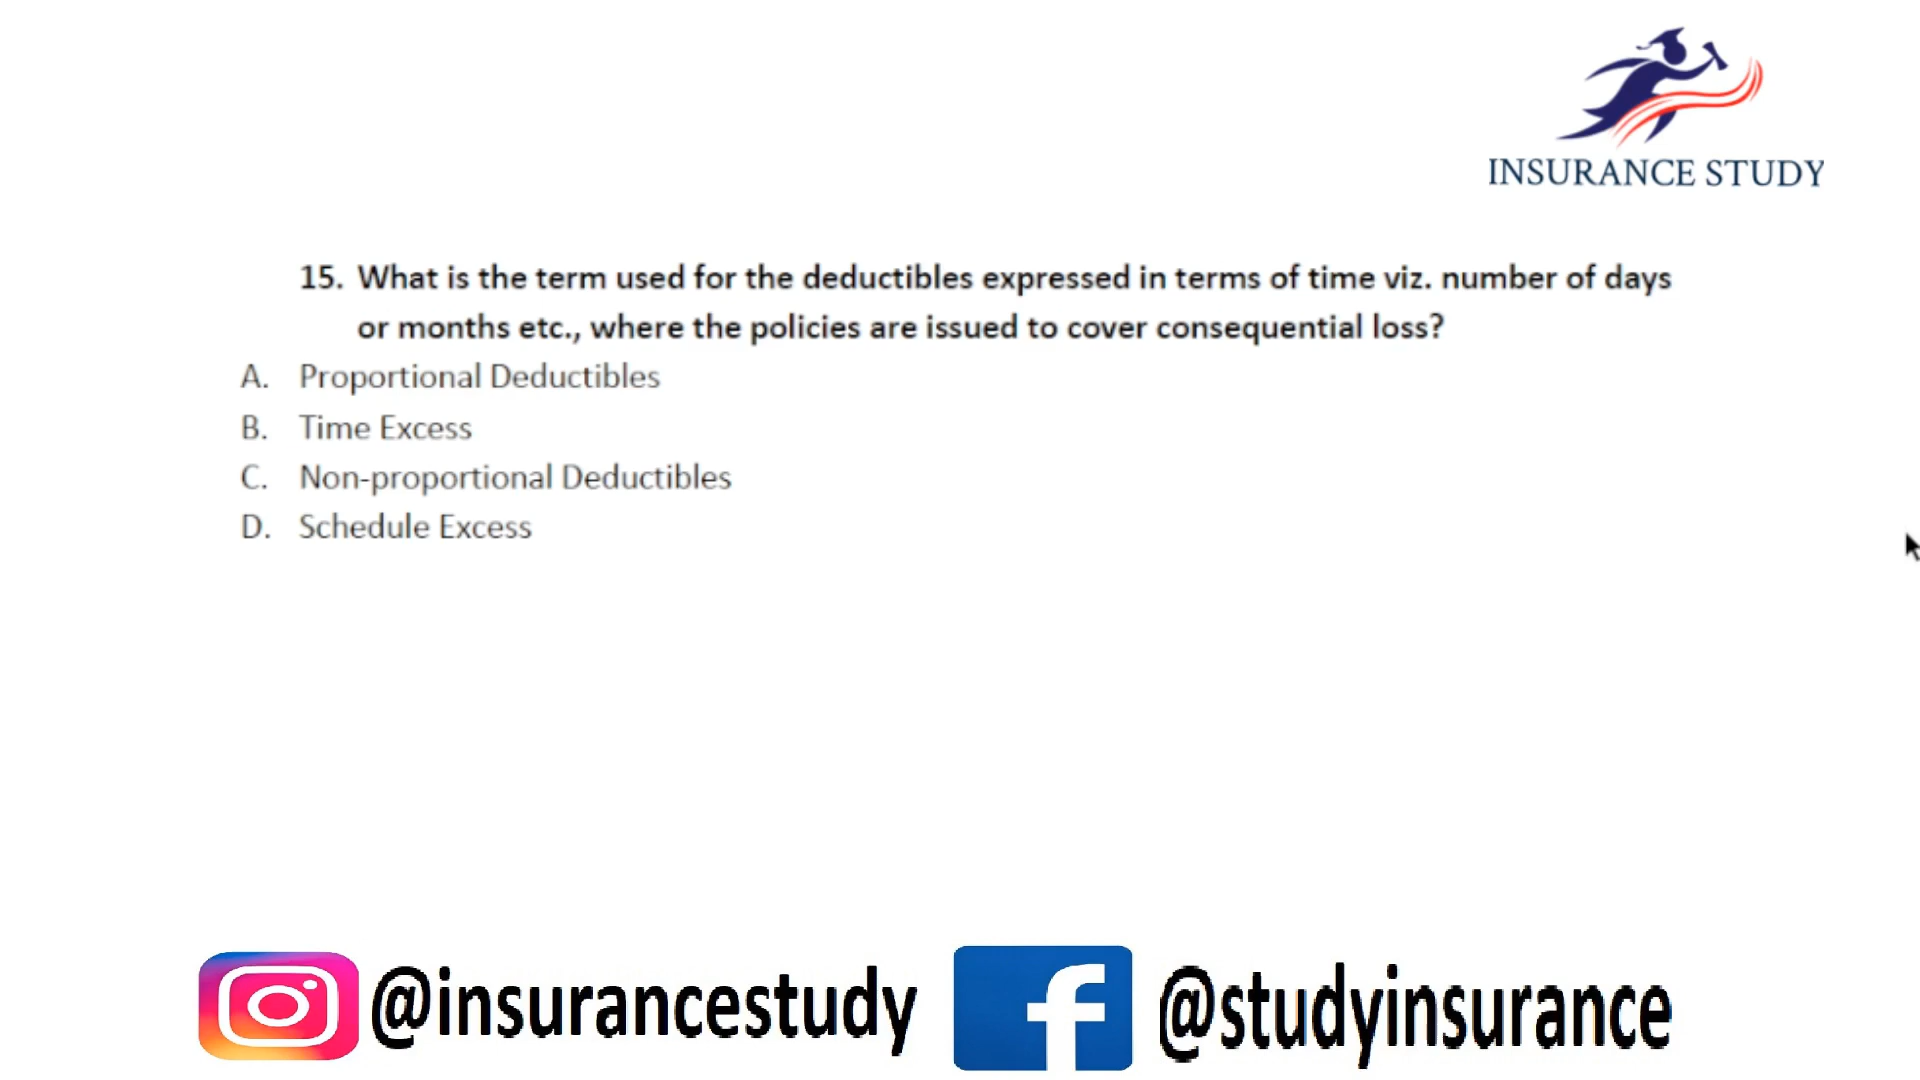 INSURANCE STUDY
15. What is the term used for the deductibles expressed in terms of time viz. number of days
or months etc., where the policies are issued to cover consequential loss?
A. Proportional Deductibles
B. Time Excess
C. Non-proportional Deductibles
D. Schedule Excess
@insurancestudy @studyinsurance